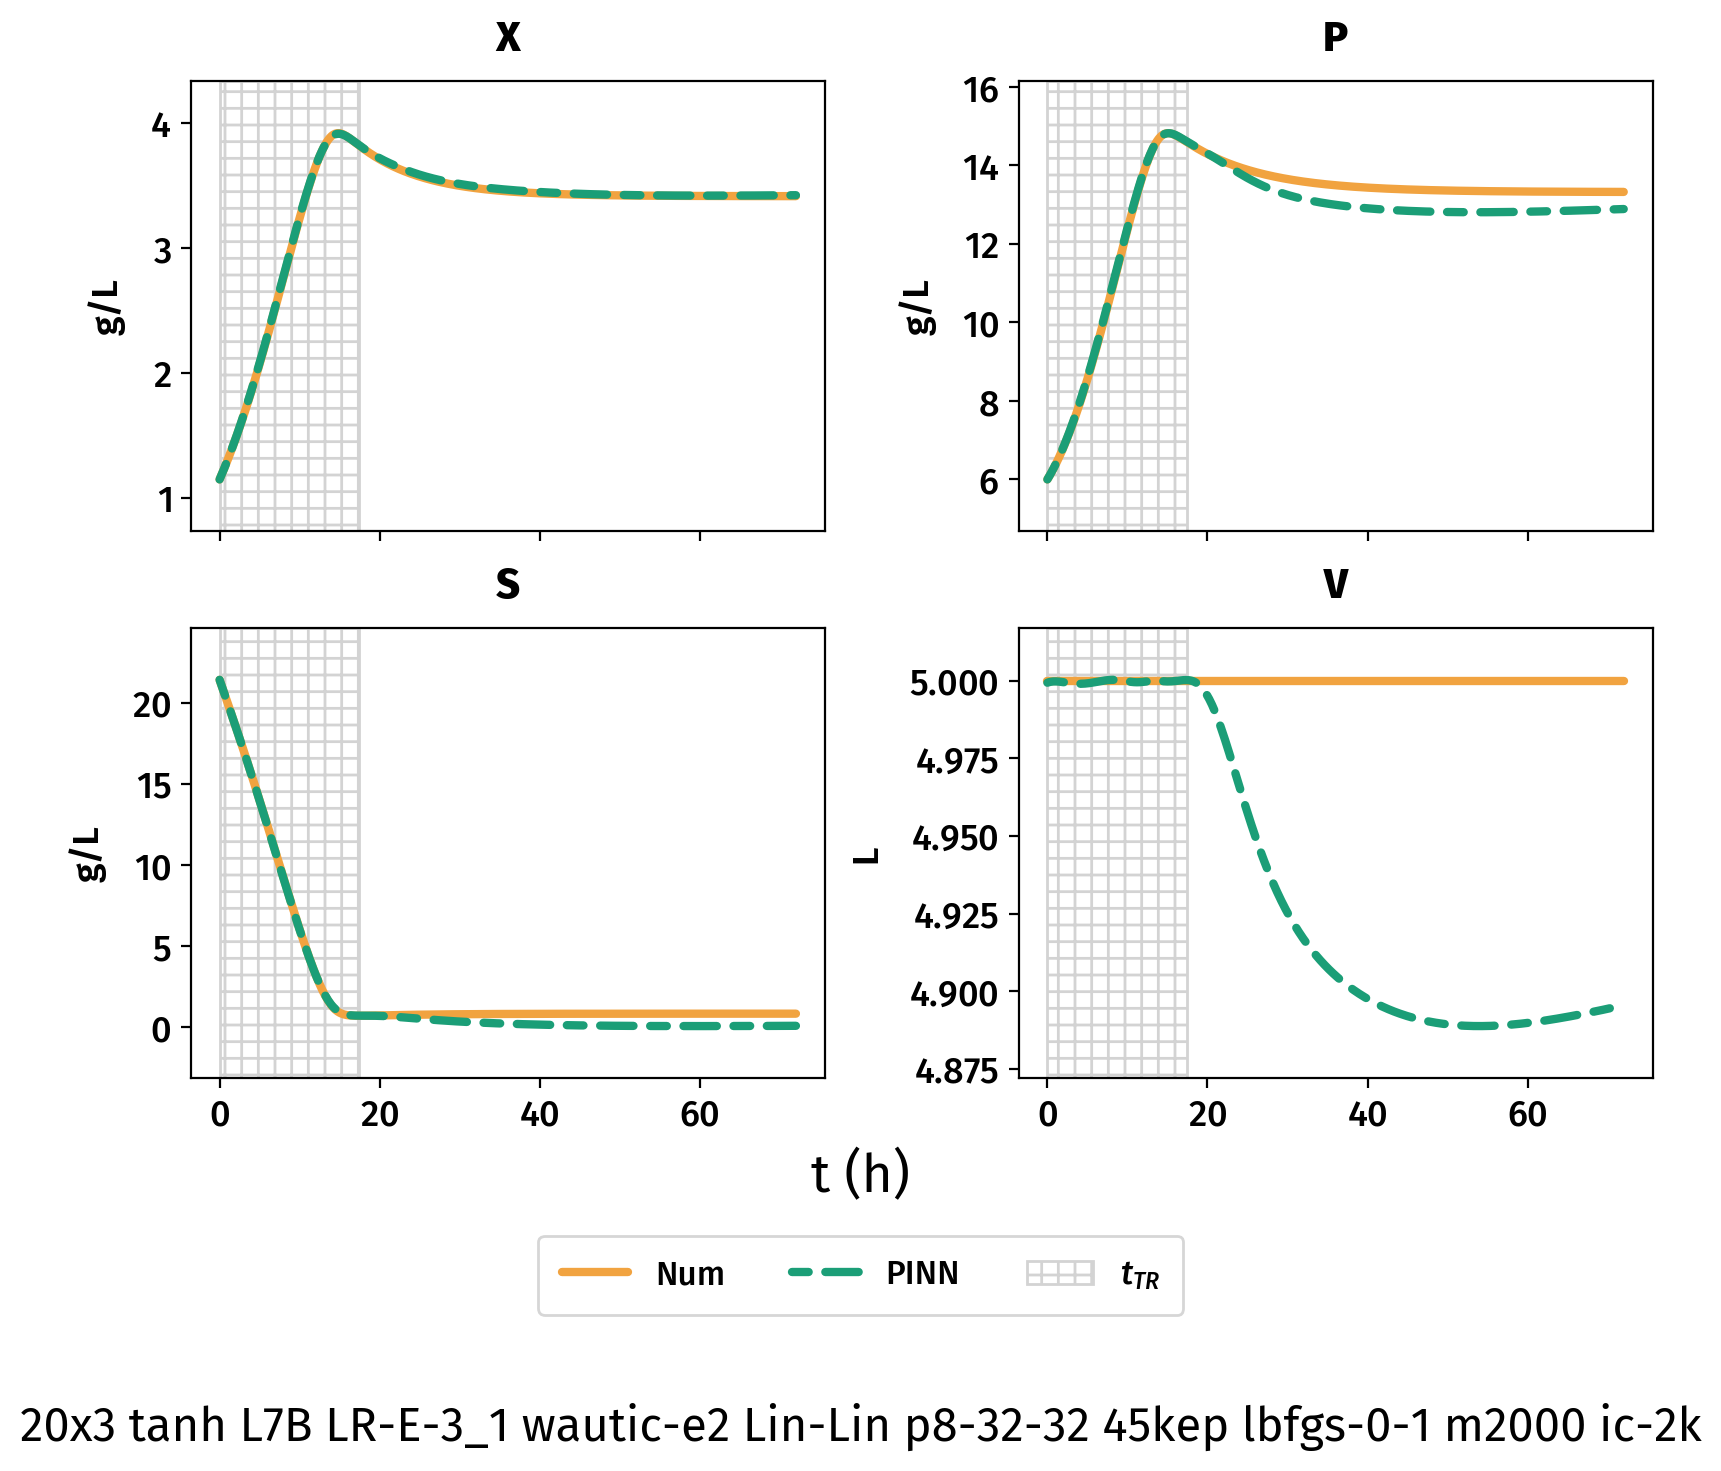 X
4
3
2
1
g/L
P
16
14
12
10
8
6
g/L
S
20
15
10
5
0
g/L
0 20 40 60
V
5.000
4.975
4.950
4.925
4.900
4.875
L
0 20 40 60
t (h)
Num PINN tTR
20x3 tanh L7B LR-E-3_1 wautic-e2 Lin-Lin p8-32-32 45kep lbfgs-0-1 m2000 ic-2k